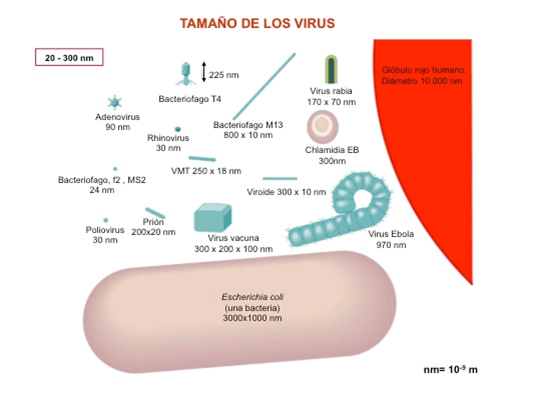 TAMAÑO DE LOS VIRUS
20 - 300 nm
225 nm
Bacteriofago T4
Virus rabia
170 x 70 nm
Glóbulo rojo humano
Diámetro 10.000 nm
Adenovirus
90 nm
Bacteriofago M13
800 x 10 nm
Rhinovirus
30 nm
Chlamidia EB
300nm
VMT 250 x 18 nm
Bacteriofago, f2 , MS2
24 nm
Viroide 300 x 10 nm
Poliovirus
30 nm
Prión
200x20 nm
Virus vacuna
300 x 200 x 100 nm
Virus Ebola
970 nm
Escherichia coli
(una bacteria)
3000x1000 nm
nm= 10⁻⁹ m